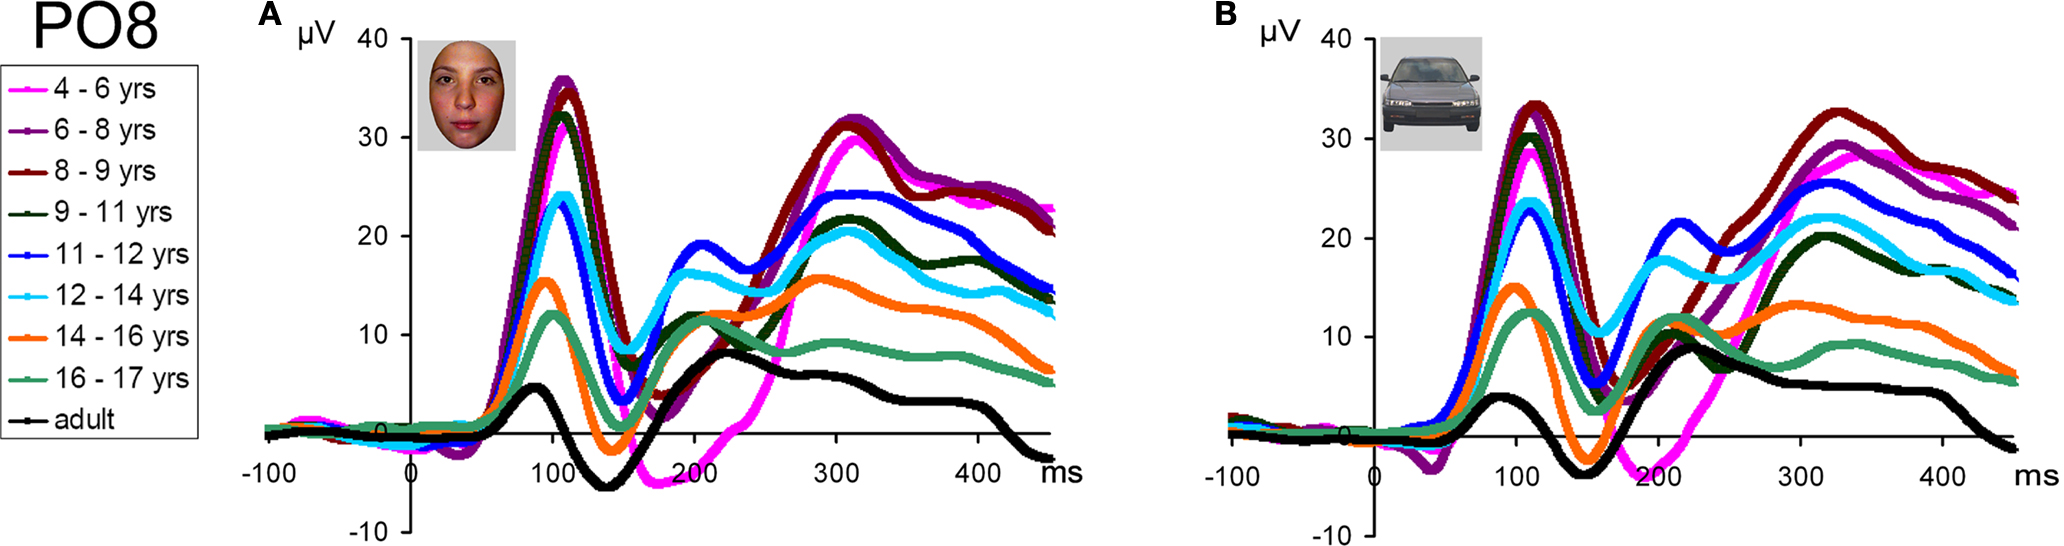 PO8
4 - 6 yrs
6 - 8 yrs
8 - 9 yrs
9 - 11 yrs
11 - 12 yrs
12 - 14 yrs
14 - 16 yrs
16 - 17 yrs
adult
A
µV
40
30
20
10
0
-10
-100
0
100
200
300
400
ms
B
µV
40
30
20
10
0
-10
-100
0
100
200
300
400
ms